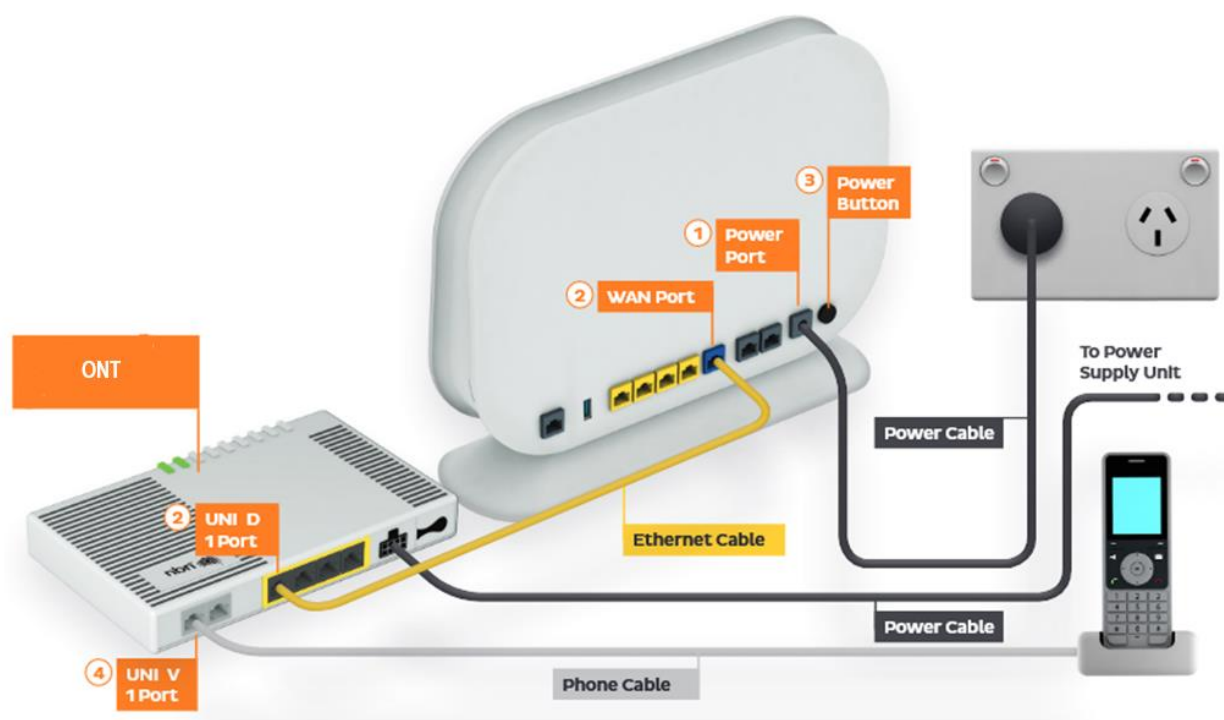 3 Power
Button
1 Power
Port
2 WAN Port
ONT
To Power
Supply Unit
Power Cable
2 UNI D
1 Port
Ethernet Cable
nbn
Power Cable
4 UNI V
1 Port
Phone Cable